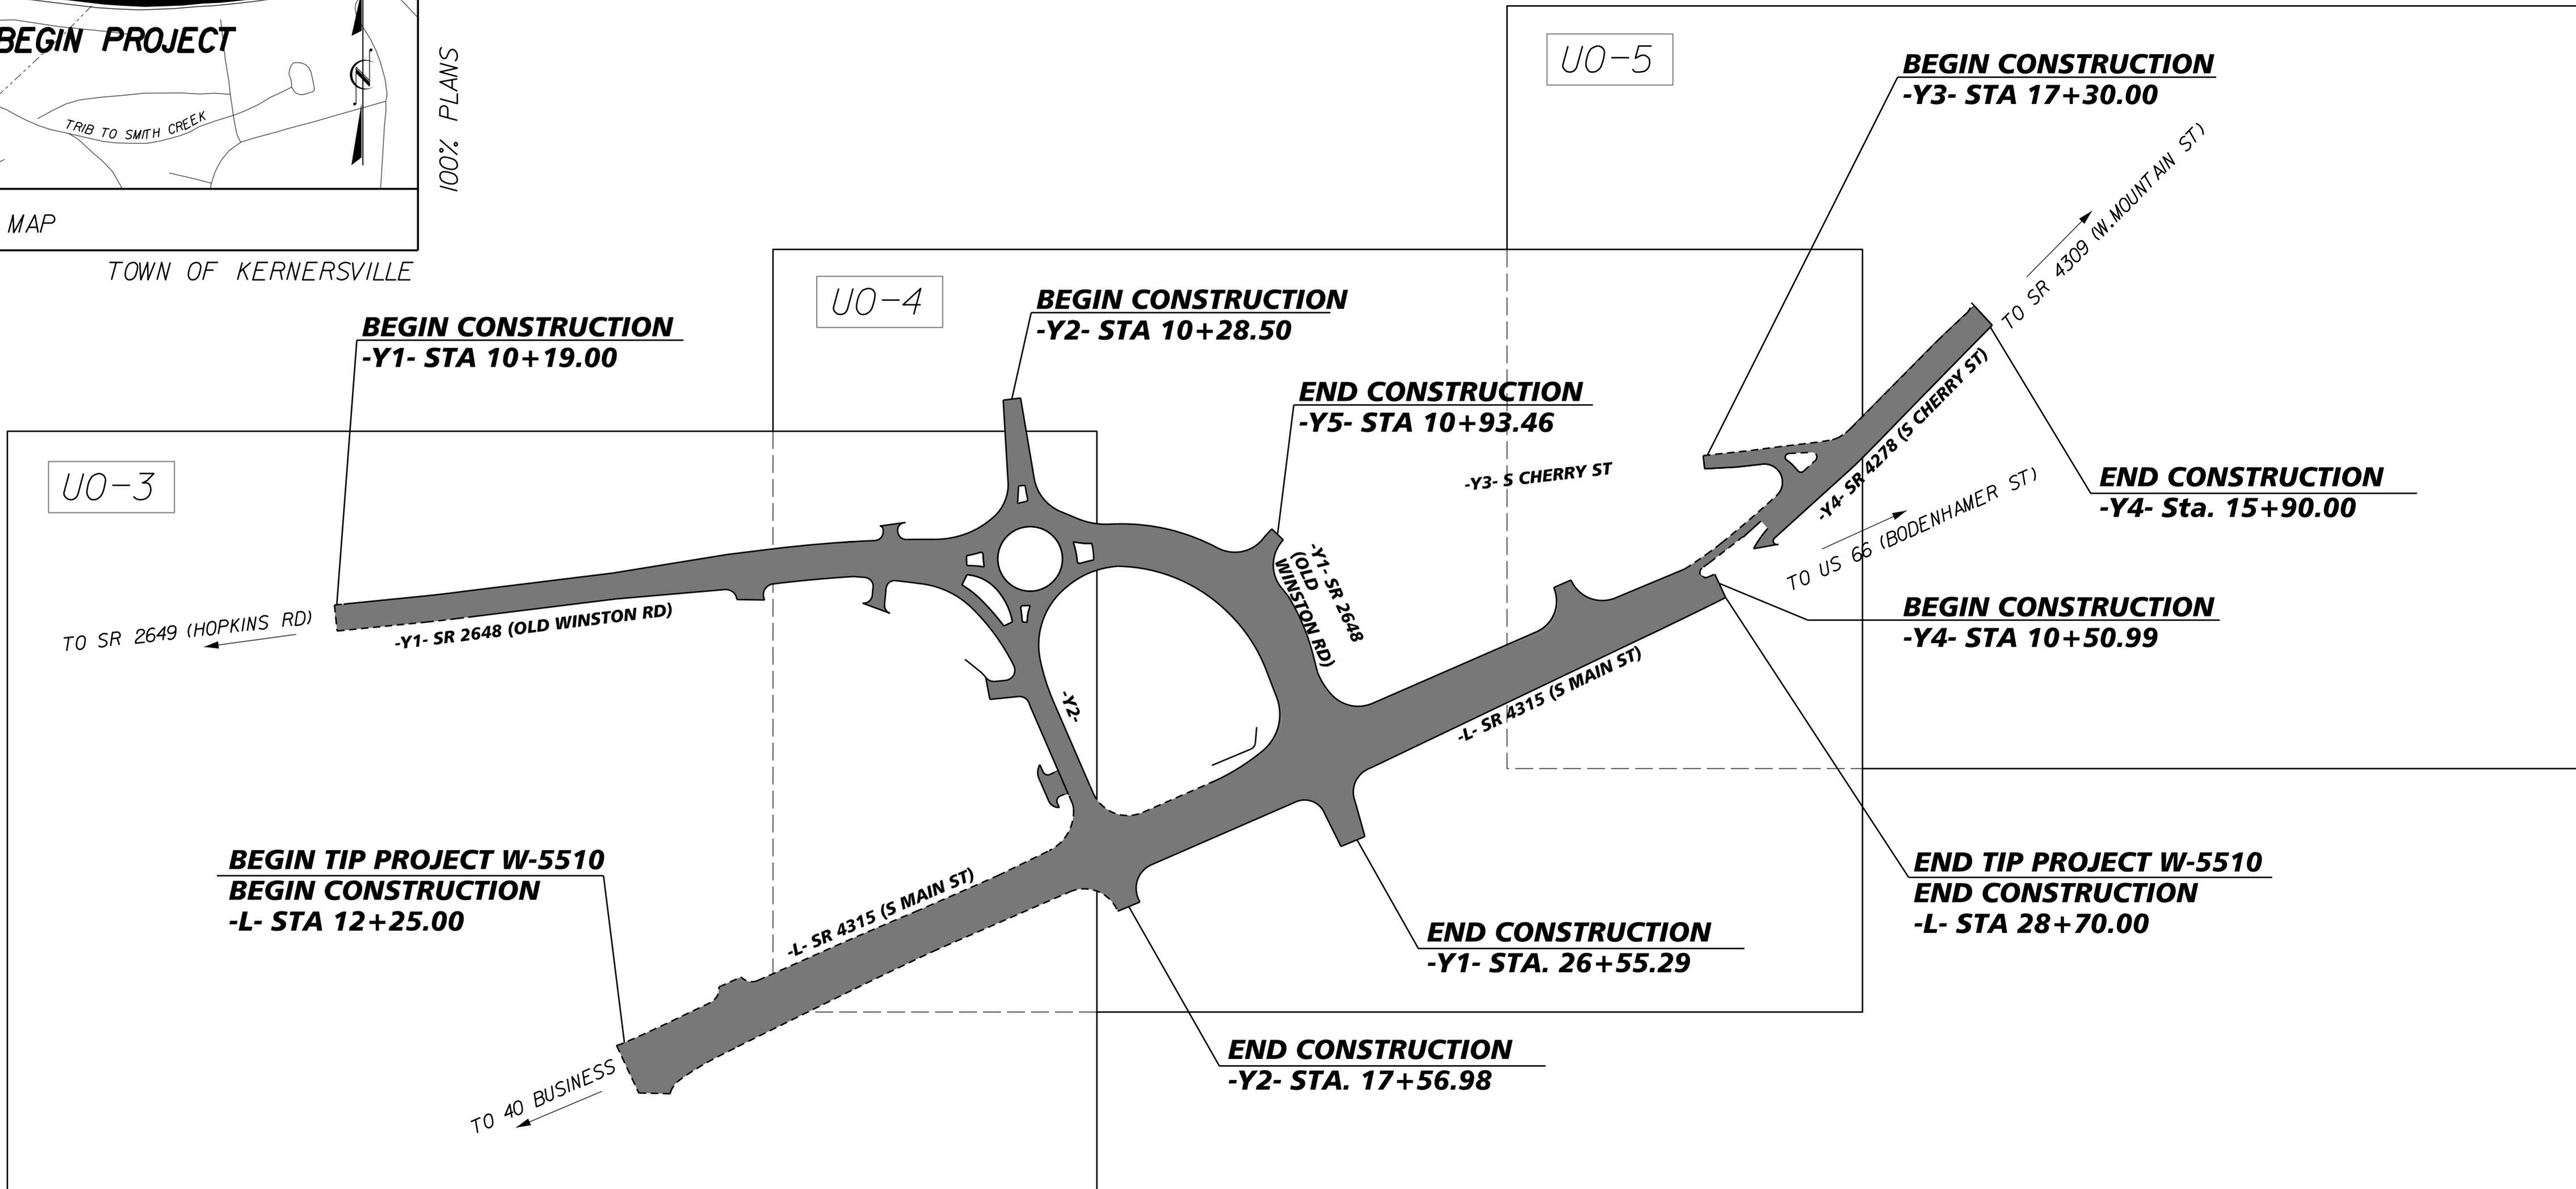 BEGIN PROJECT
TRIB TO SMITH CREEK
MAP
100% PLANS
TOWN OF KERNERSVILLE
UO-5
BEGIN CONSTRUCTION
-Y3- STA 17+30.00
TO SR 4309 (W.MOUNTAIN ST)
UO-4
BEGIN CONSTRUCTION
-Y2- STA 10+28.50
BEGIN CONSTRUCTION
-Y1- STA 10+19.00
END CONSTRUCTION
-Y5- STA 10+93.46
-Y3- S CHERRY ST
-Y4- SR 4278 (S CHERRY ST)
END CONSTRUCTION
-Y4- Sta. 15+90.00
UO-3
TO US 66 (BODENHAMER ST)
-Y1- SR 2648
(OLD
WINSTON RD)
TO SR 2649 (HOPKINS RD)
-Y1- SR 2648 (OLD WINSTON RD)
BEGIN CONSTRUCTION
-Y4- STA 10+50.99
-L- SR 4315 (S MAIN ST)
-Y2-
BEGIN TIP PROJECT W-5510
BEGIN CONSTRUCTION
-L- STA 12+25.00
-L- SR 4315 (S MAIN ST)
END TIP PROJECT W-5510
END CONSTRUCTION
-L- STA 28+70.00
END CONSTRUCTION
-Y1- STA. 26+55.29
END CONSTRUCTION
-Y2- STA. 17+56.98
TO 40 BUSINESS